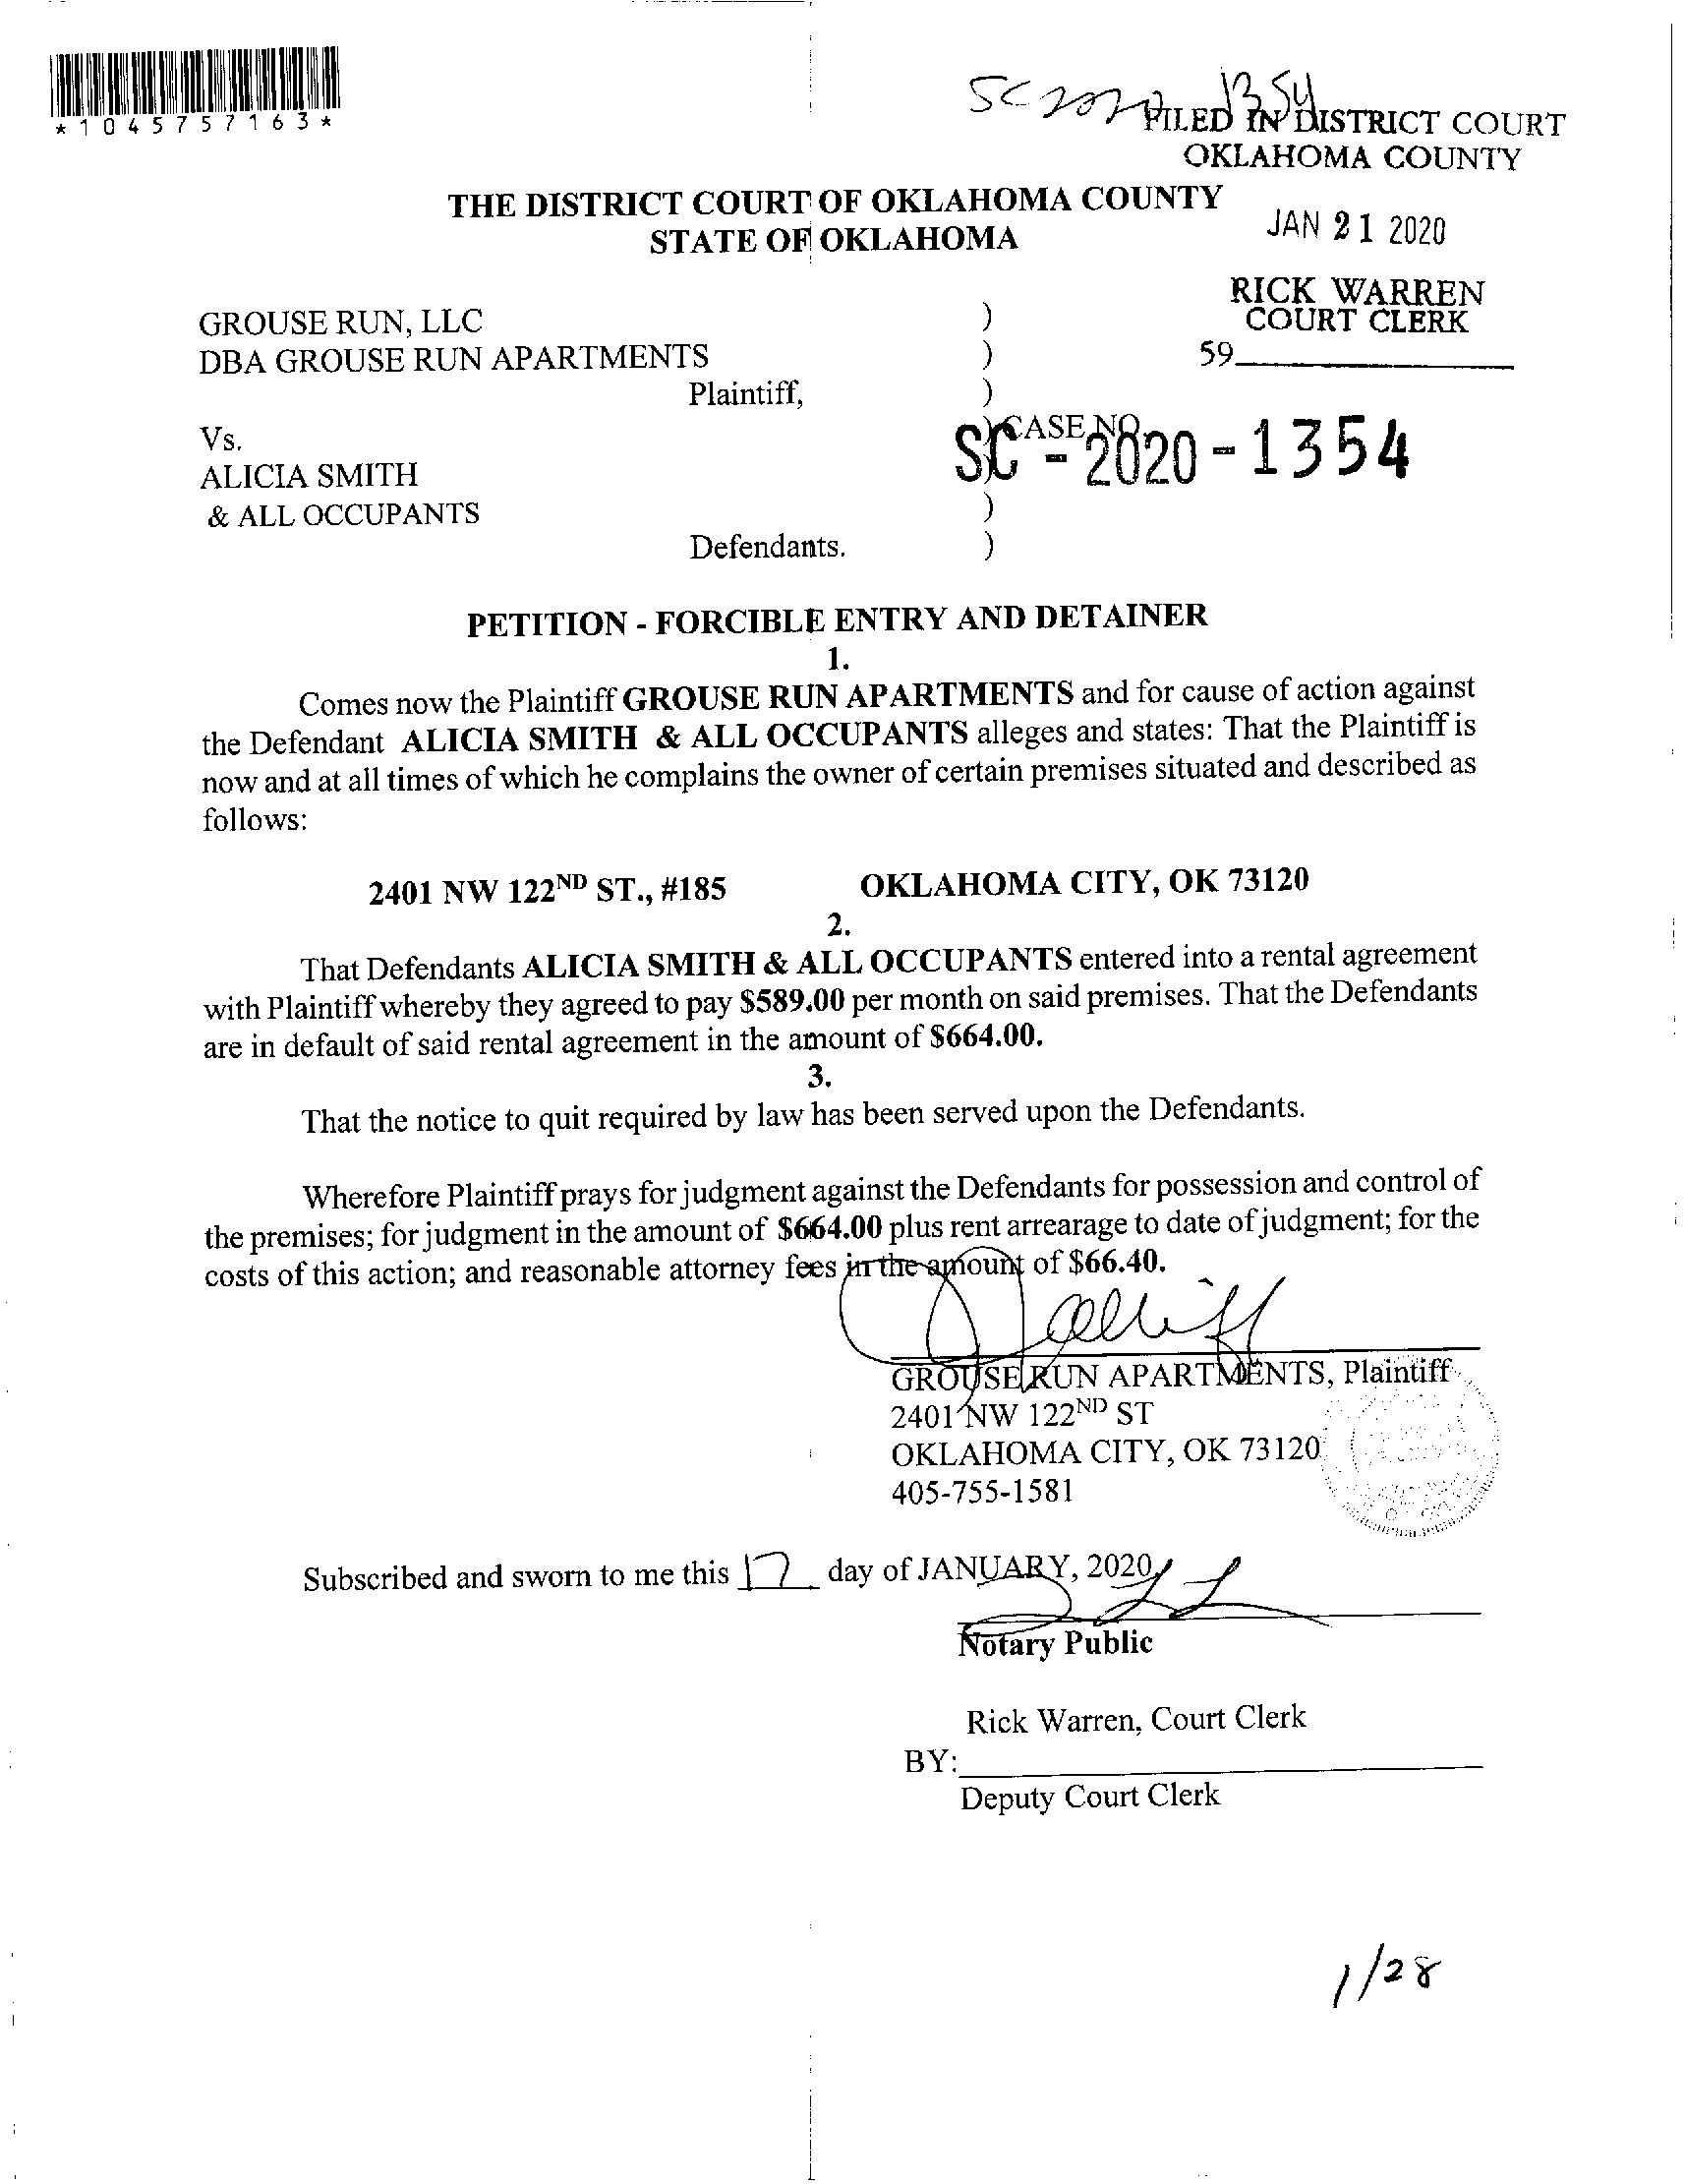 *1045757163*
SC 2020 1354
FILED IN DISTRICT COURT
OKLAHOMA COUNTY
THE DISTRICT COURT OF OKLAHOMA COUNTY
STATE OF OKLAHOMA
JAN 21 2020
RICK WARREN
COURT CLERK
59
GROUSE RUN, LLC )
DBA GROUSE RUN APARTMENTS )
Plaintiff, )
Vs. ) CASE NO.
SC - 2020 - 1354
ALICIA SMITH
& ALL OCCUPANTS )
Defendants. )
PETITION - FORCIBLE ENTRY AND DETAINER
1.
Comes now the Plaintiff GROUSE RUN APARTMENTS and for cause of action against
the Defendant ALICIA SMITH & ALL OCCUPANTS alleges and states: That the Plaintiff is
now and at all times of which he complains the owner of certain premises situated and described as
follows:
2401 NW 122ND ST., #185 OKLAHOMA CITY, OK 73120
2.
That Defendants ALICIA SMITH & ALL OCCUPANTS entered into a rental agreement
with Plaintiff whereby they agreed to pay $589.00 per month on said premises. That the Defendants
are in default of said rental agreement in the amount of $664.00.
3.
That the notice to quit required by law has been served upon the Defendants.
Wherefore Plaintiff prays for judgment against the Defendants for possession and control of
the premises; for judgment in the amount of $664.00 plus rent arrearage to date of judgment; for the
costs of this action; and reasonable attorney fees in the amount of $66.40.
GROUSE RUN APARTMENTS, Plaintiff
2401 NW 122ND ST
OKLAHOMA CITY, OK 73120
405-755-1581
Subscribed and sworn to me this 17 day of JANUARY, 2020
Notary Public
Rick Warren, Court Clerk
BY:
Deputy Court Clerk
1/28